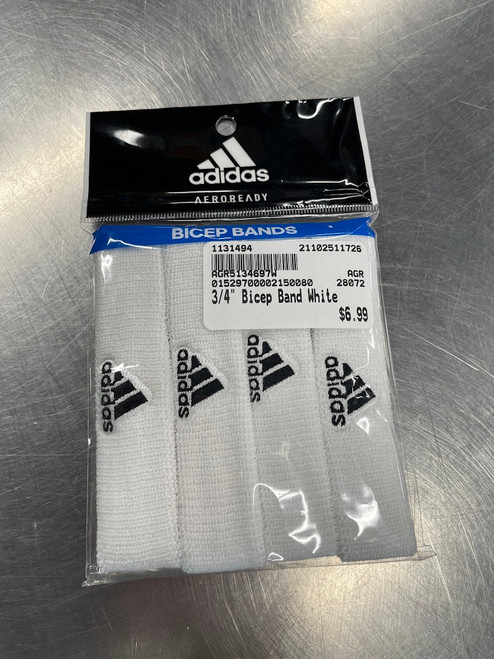 adidas
AEROREADY
BICEP BANDS
1131494 21102511726
AGR5134697W AGR
01529700002150080 28072
3/4" Bicep Band White
$6.99
adidas
adidas
adidas
adidas